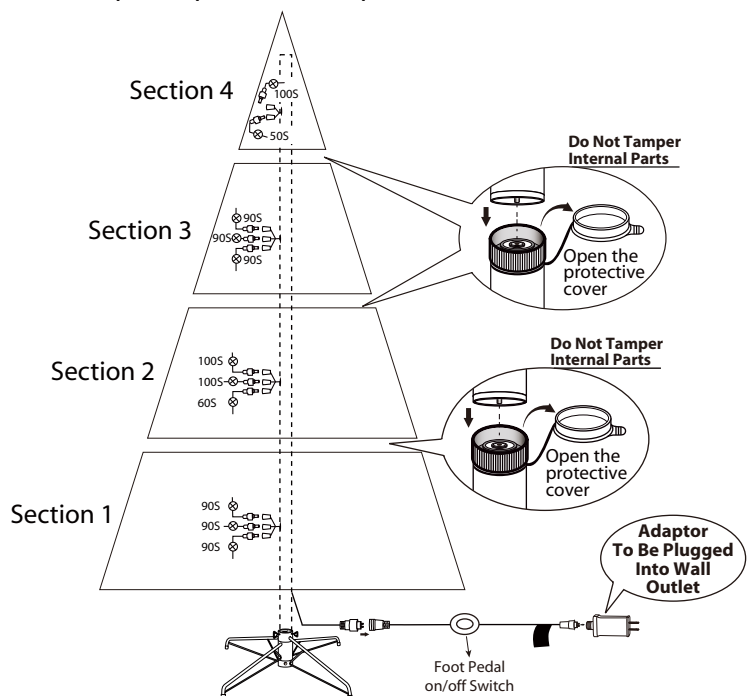 Section 4
100S
50S
Do Not Tamper
Internal Parts
Open the
protective
cover
Section 3
90S
90S
90S
Do Not Tamper
Internal Parts
Open the
protective
cover
Section 2
100S
100S
60S
Section 1
90S
90S
90S
Adaptor
To Be Plugged
Into Wall
Outlet
Foot Pedal
on/off Switch